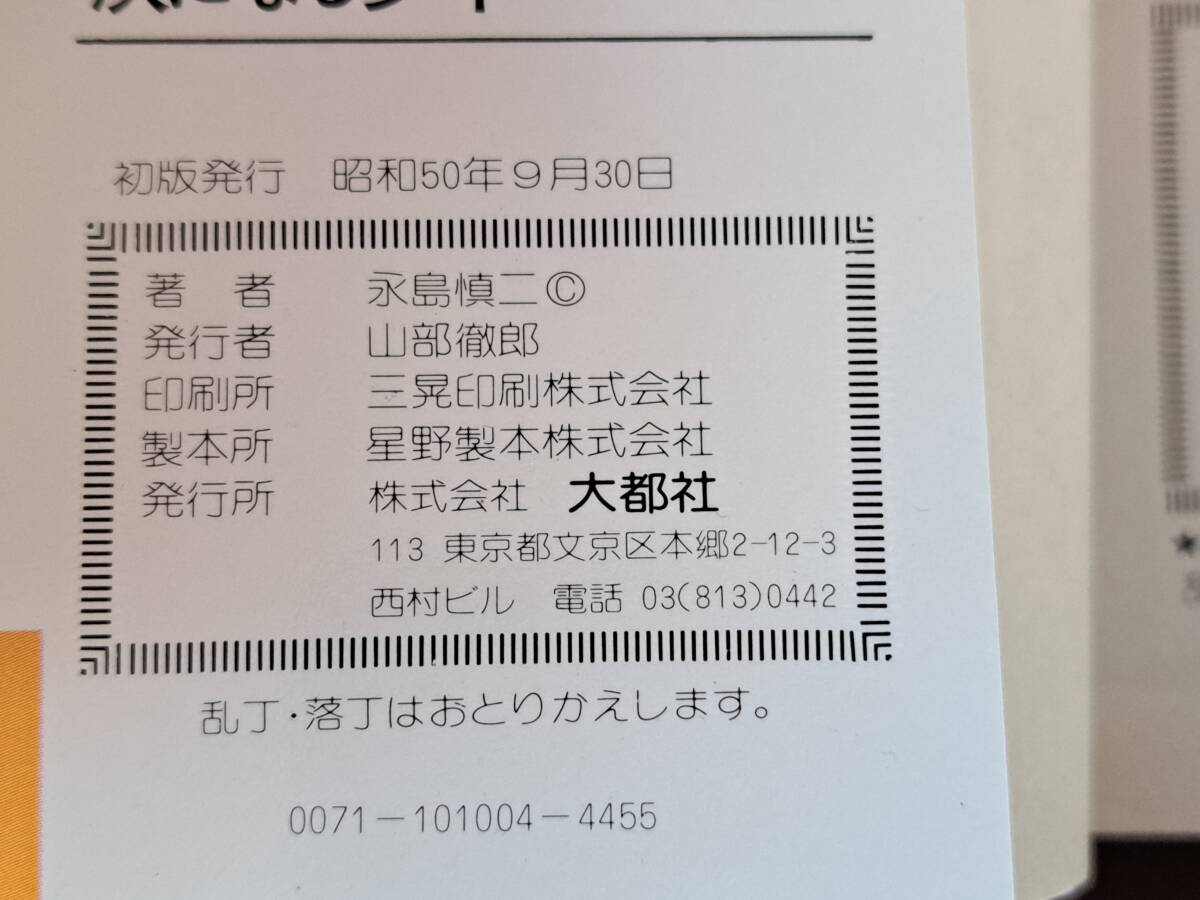 初版発行　昭和50年9月30日
著　者　永島慎二©
発行者　山部徹郎
印刷所　三晃印刷株式会社
製本所　星野製本株式会社
発行所　株式会社　大都社
113 東京都文京区本郷2-12-3
西村ビル　電話 03(813)0442
乱丁・落丁はおとりかえします。
0071-101004-4455